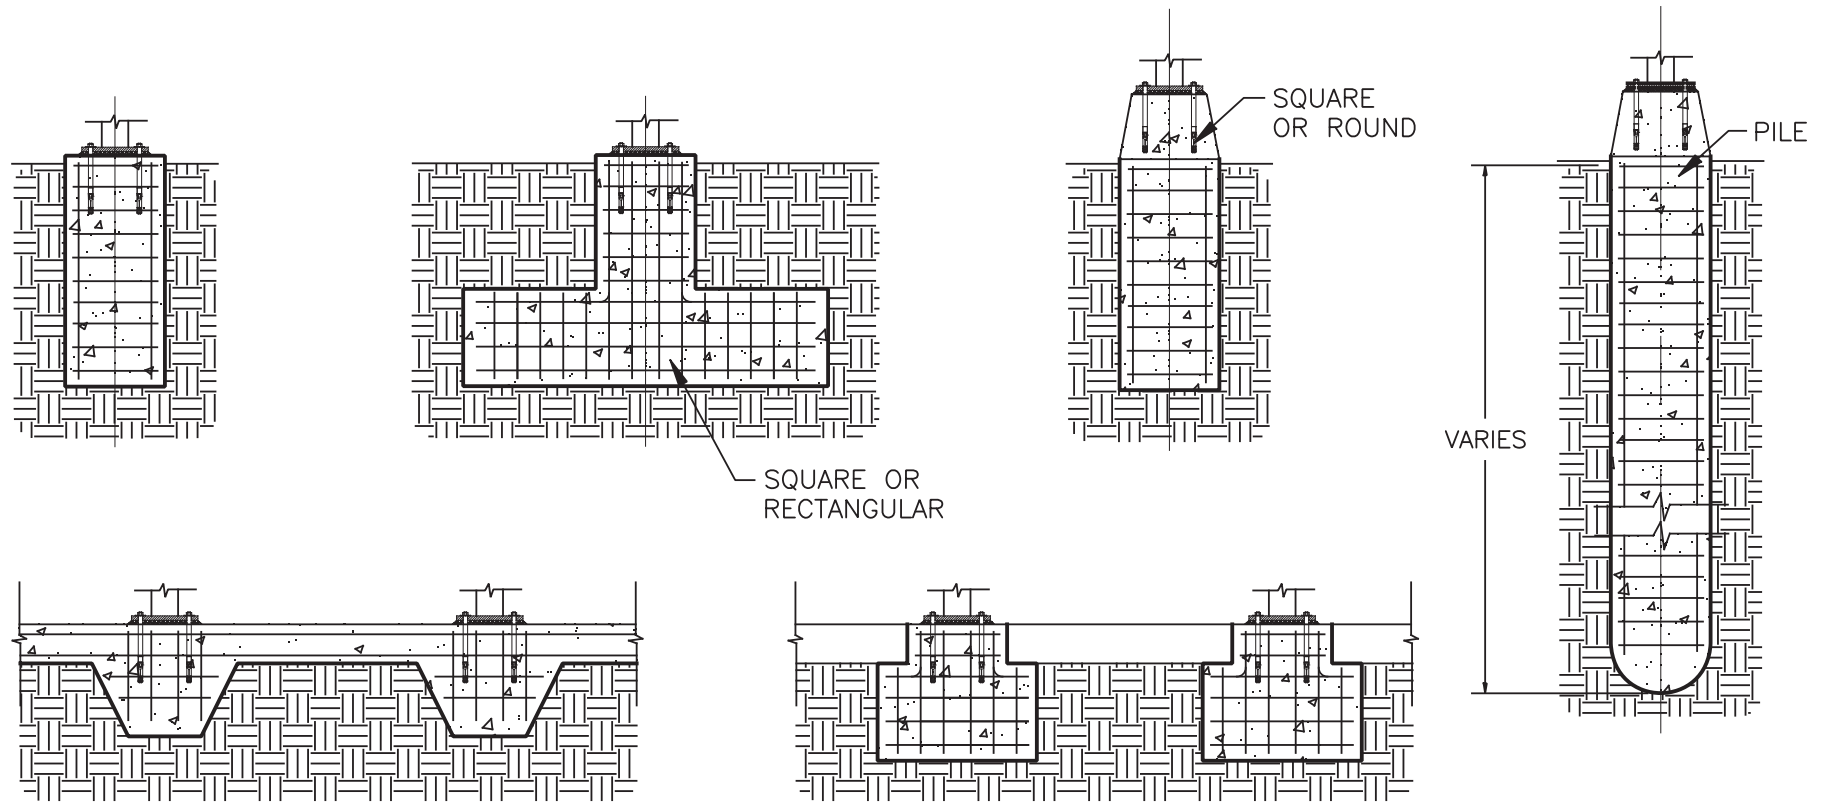 SQUARE
OR ROUND
PILE
VARIES
SQUARE OR
RECTANGULAR